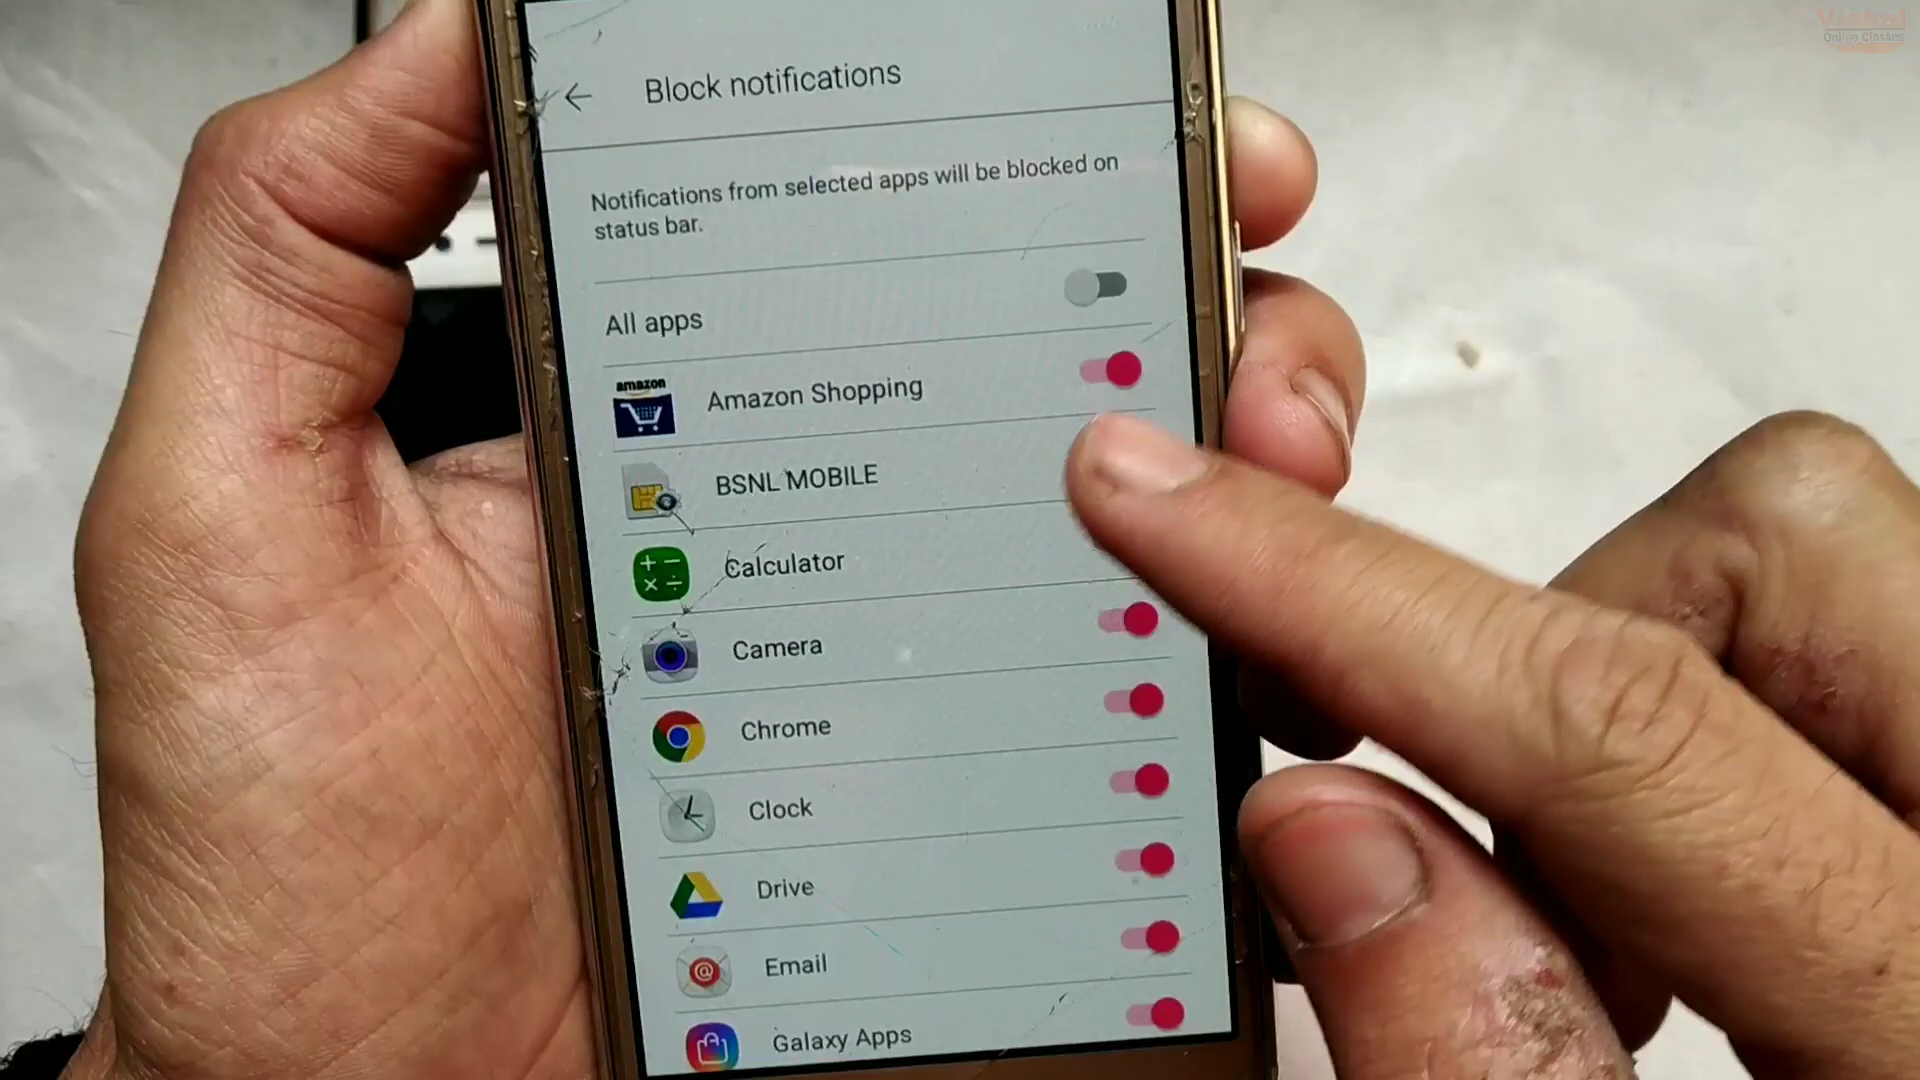 Online Classes
Block notifications
Notifications from selected apps will be blocked on
status bar.
All apps
amazon
Amazon Shopping
BSNL MOBILE
Calculator
Camera
Chrome
Clock
Drive
@
Email
Galaxy Apps